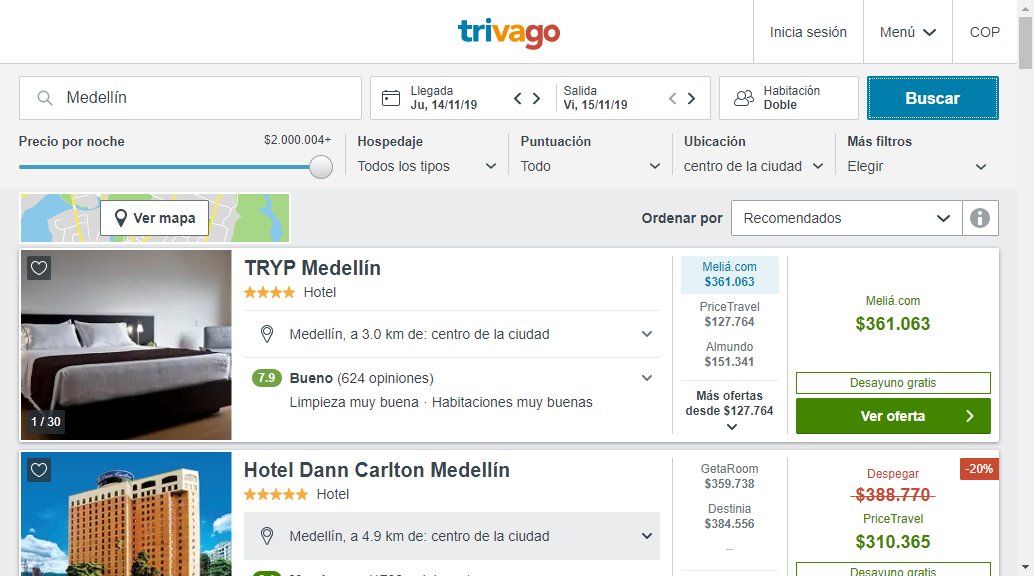 trivago
Inicia sesión
Menú
COP
Medellín
Llegada
Ju, 14/11/19
Salida
Vi, 15/11/19
Habitación
Doble
Buscar
Precio por noche
$2.000.004+
Hospedaje
Todos los tipos
Puntuación
Todo
Ubicación
centro de la ciudad
Más filtros
Elegir
Ver mapa
Ordenar por
Recomendados
1 / 30
TRYP Medellín
Hotel
Medellín, a 3.0 km de: centro de la ciudad
7.9 Bueno (624 opiniones)
Limpieza muy buena · Habitaciones muy buenas
Meliá.com
$361.063
PriceTravel
$127.764
Almundo
$151.341
Más ofertas
desde $127.764
Meliá.com
$361.063
Desayuno gratis
Ver oferta
Hotel Dann Carlton Medellín
Hotel
Medellín, a 4.9 km de: centro de la ciudad
GetaRoom
$359.738
Destinia
$384.556
–
-20%
Despegar
$388.770
PriceTravel
$310.365
Desayuno gratis